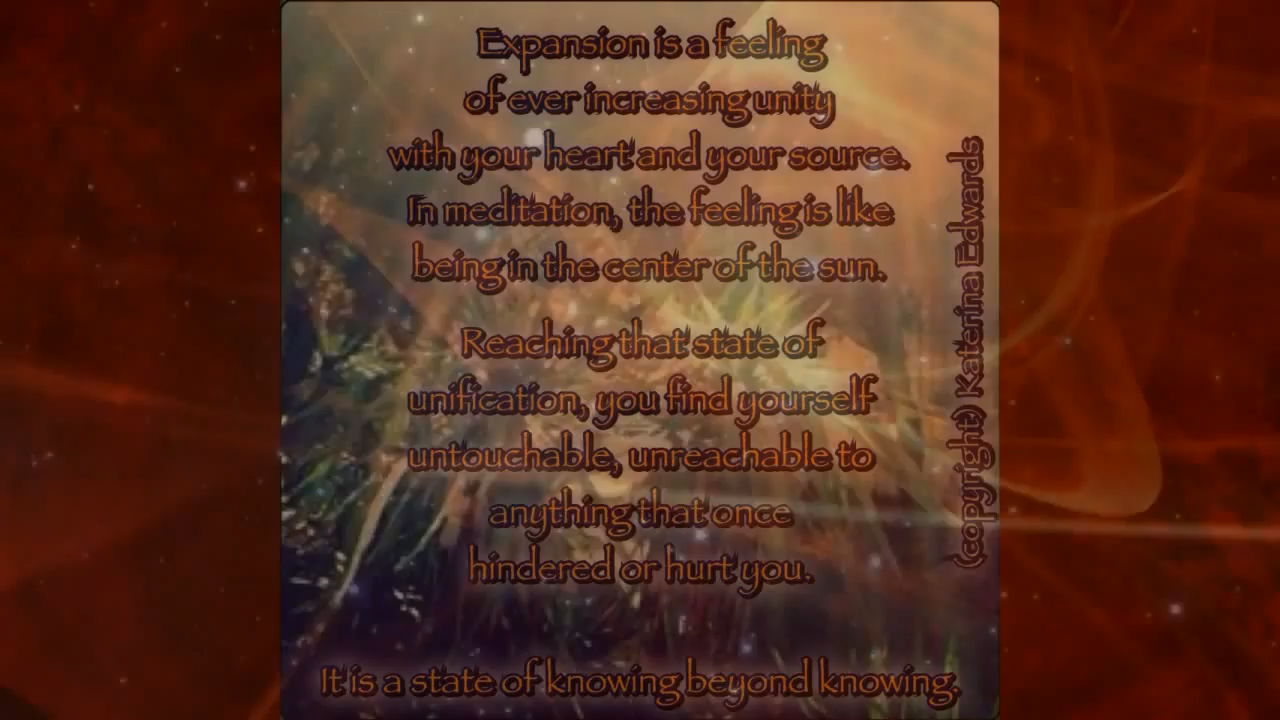 Expansion is a feeling
of ever increasing unity
with your heart and your source.
In meditation, the feeling is like
being in the center of the sun.
Reaching that state of
unification, you find yourself
untouchable, unreachable to
anything that once
hindered or hurt you.
It is a state of knowing beyond knowing.
(copyright) Katerina Edwards